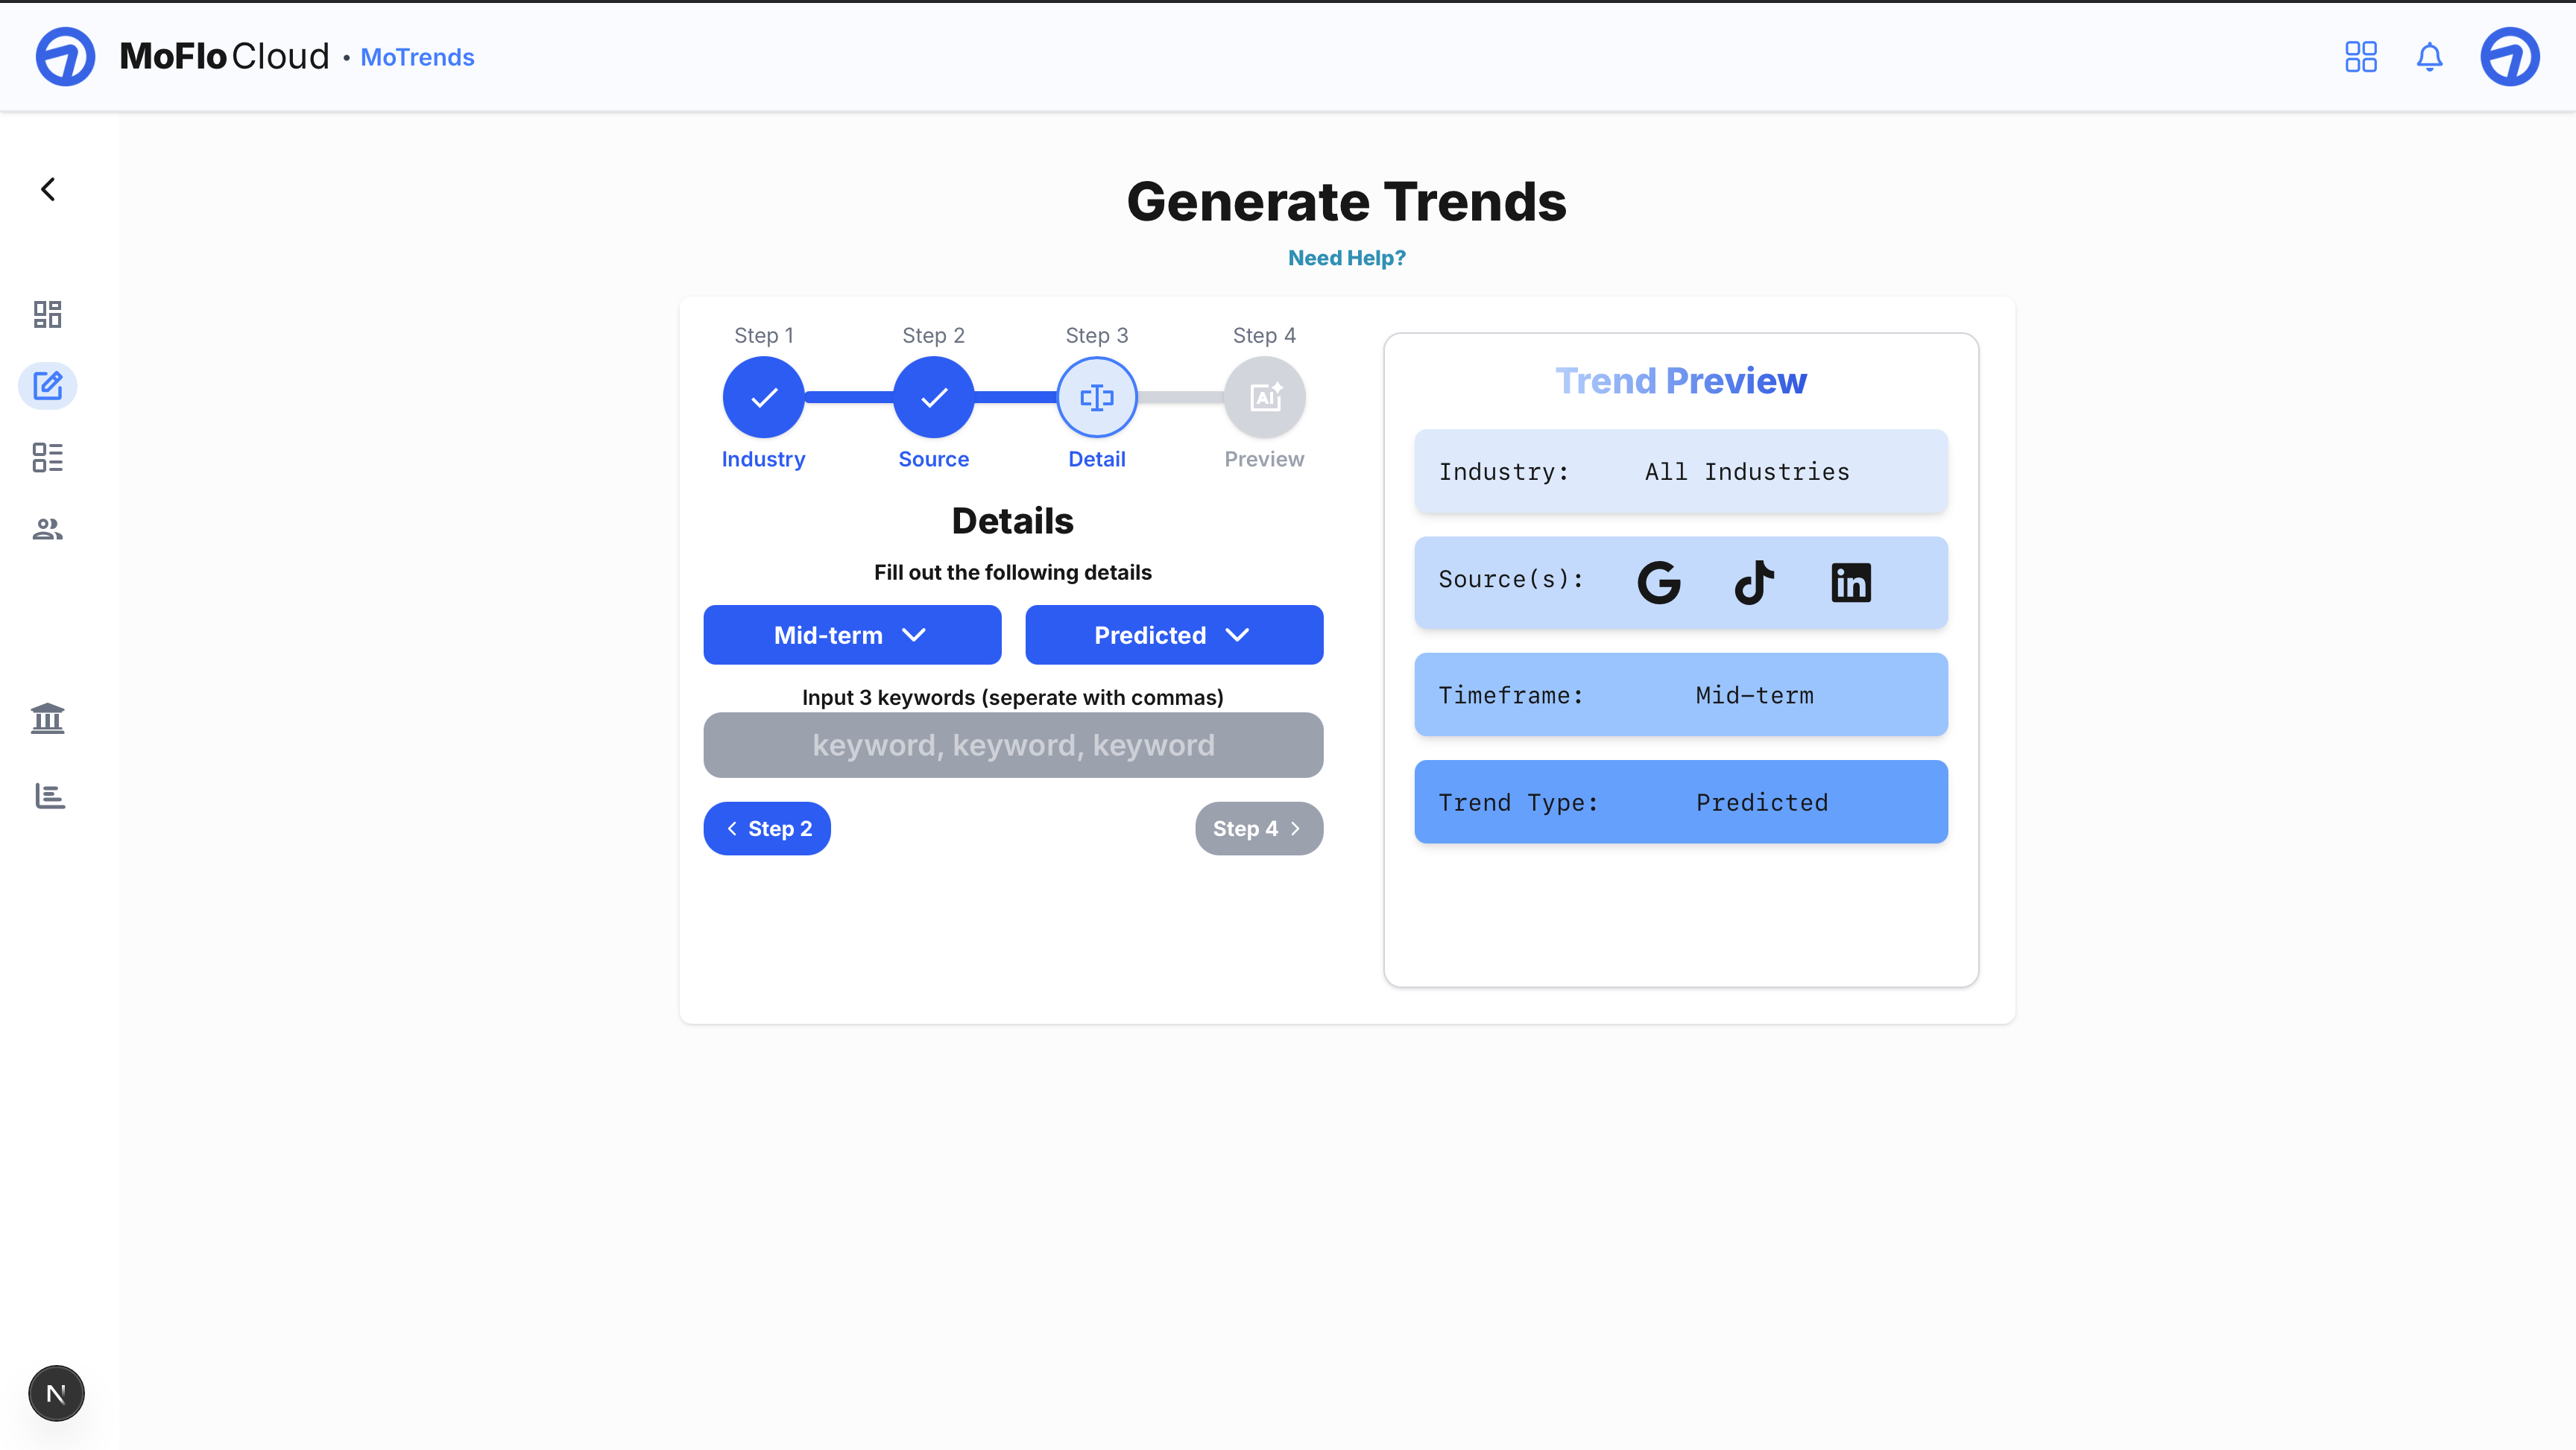 MoFlo Cloud • MoTrends
Generate Trends
Need Help?
Step 1 Step 2 Step 3 Step 4
AI
Industry Source Detail Preview
Details
Fill out the following details
Mid-term Predicted
Input 3 keywords (seperate with commas)
keyword, keyword, keyword
Step 2 Step 4
Trend Preview
Industry: All Industries
Source(s): G in
Timeframe: Mid-term
Trend Type: Predicted
N